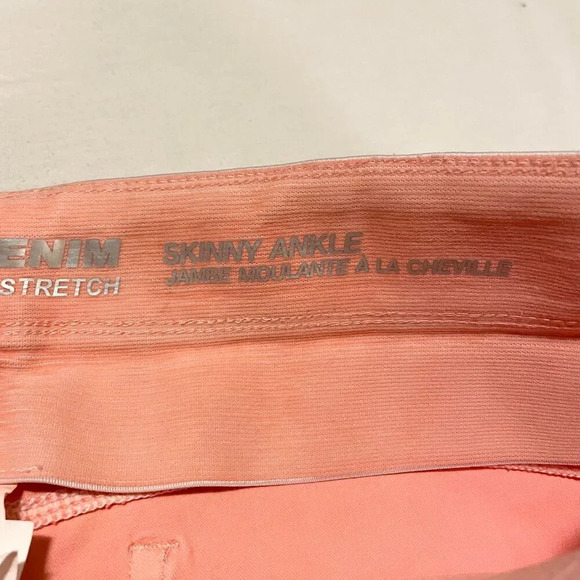 ENIM
STRETCH
SKINNY ANKLE
JAMBE MOULANTE À LA CHEVILLE